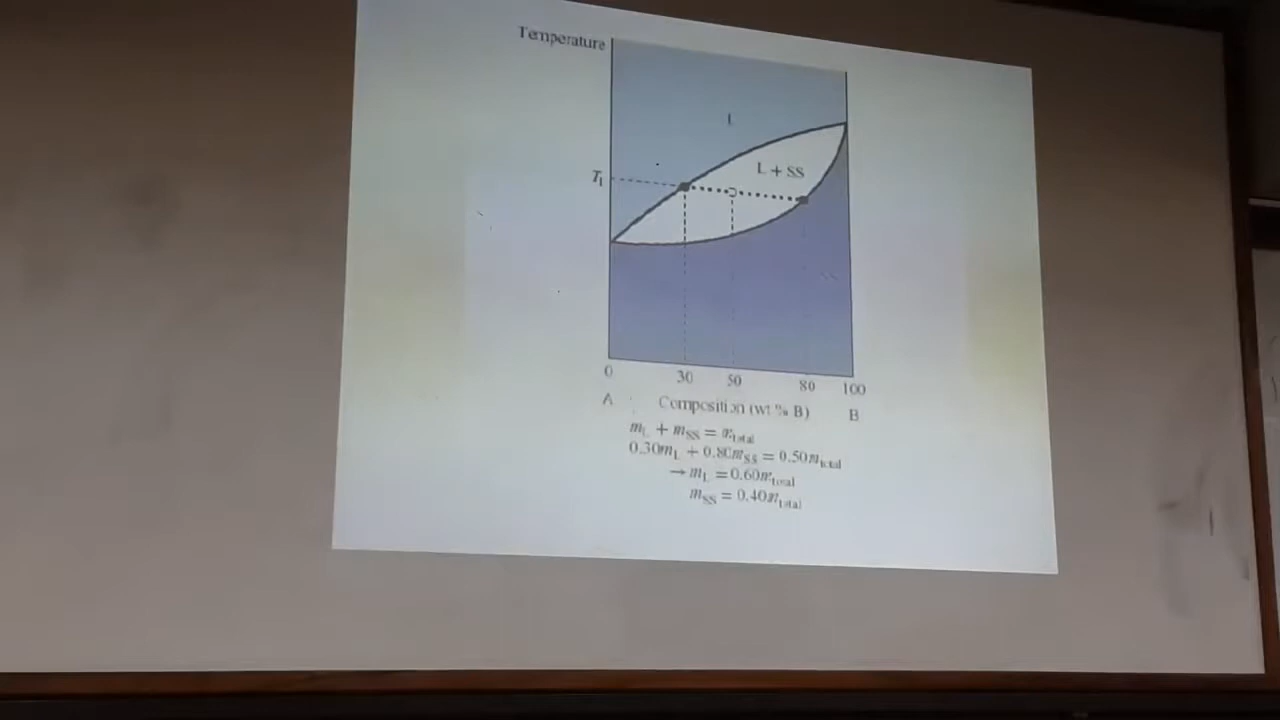 Temperature
L
L + SS
T1
0 30 50 80 100
A Composition (wt % B) B
mL + mSS = mtotal
0.30mL + 0.80mSS = 0.50mtotal
→ mL = 0.60mtotal
mSS = 0.40mtotal